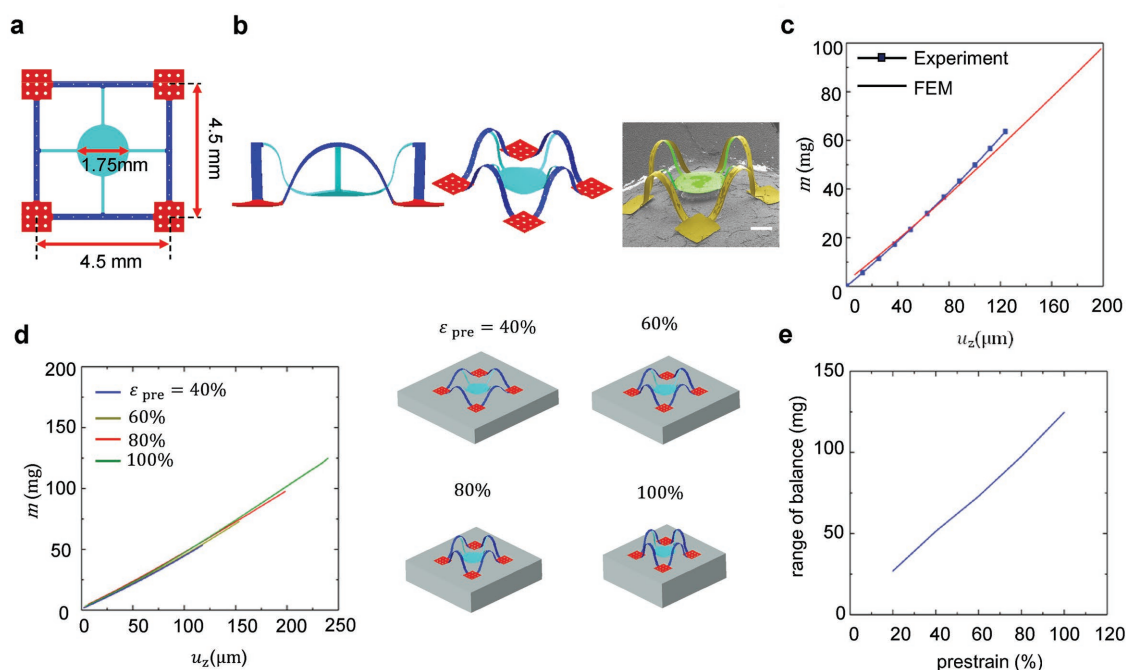 a
1.75mm
4.5 mm
4.5 mm
b
c
100
80
60
40
20
0
m (mg)
Experiment
FEM
0
40
80
120
160
200
u_z(μm)
d
200
150
100
50
0
m (mg)
ε pre = 40%
60%
80%
100%
0
50
100
150
200
250
u_z(μm)
ε pre = 40%
60%
80%
100%
e
150
100
50
0
range of balance (mg)
0
20
40
60
80
100
120
prestrain (%)